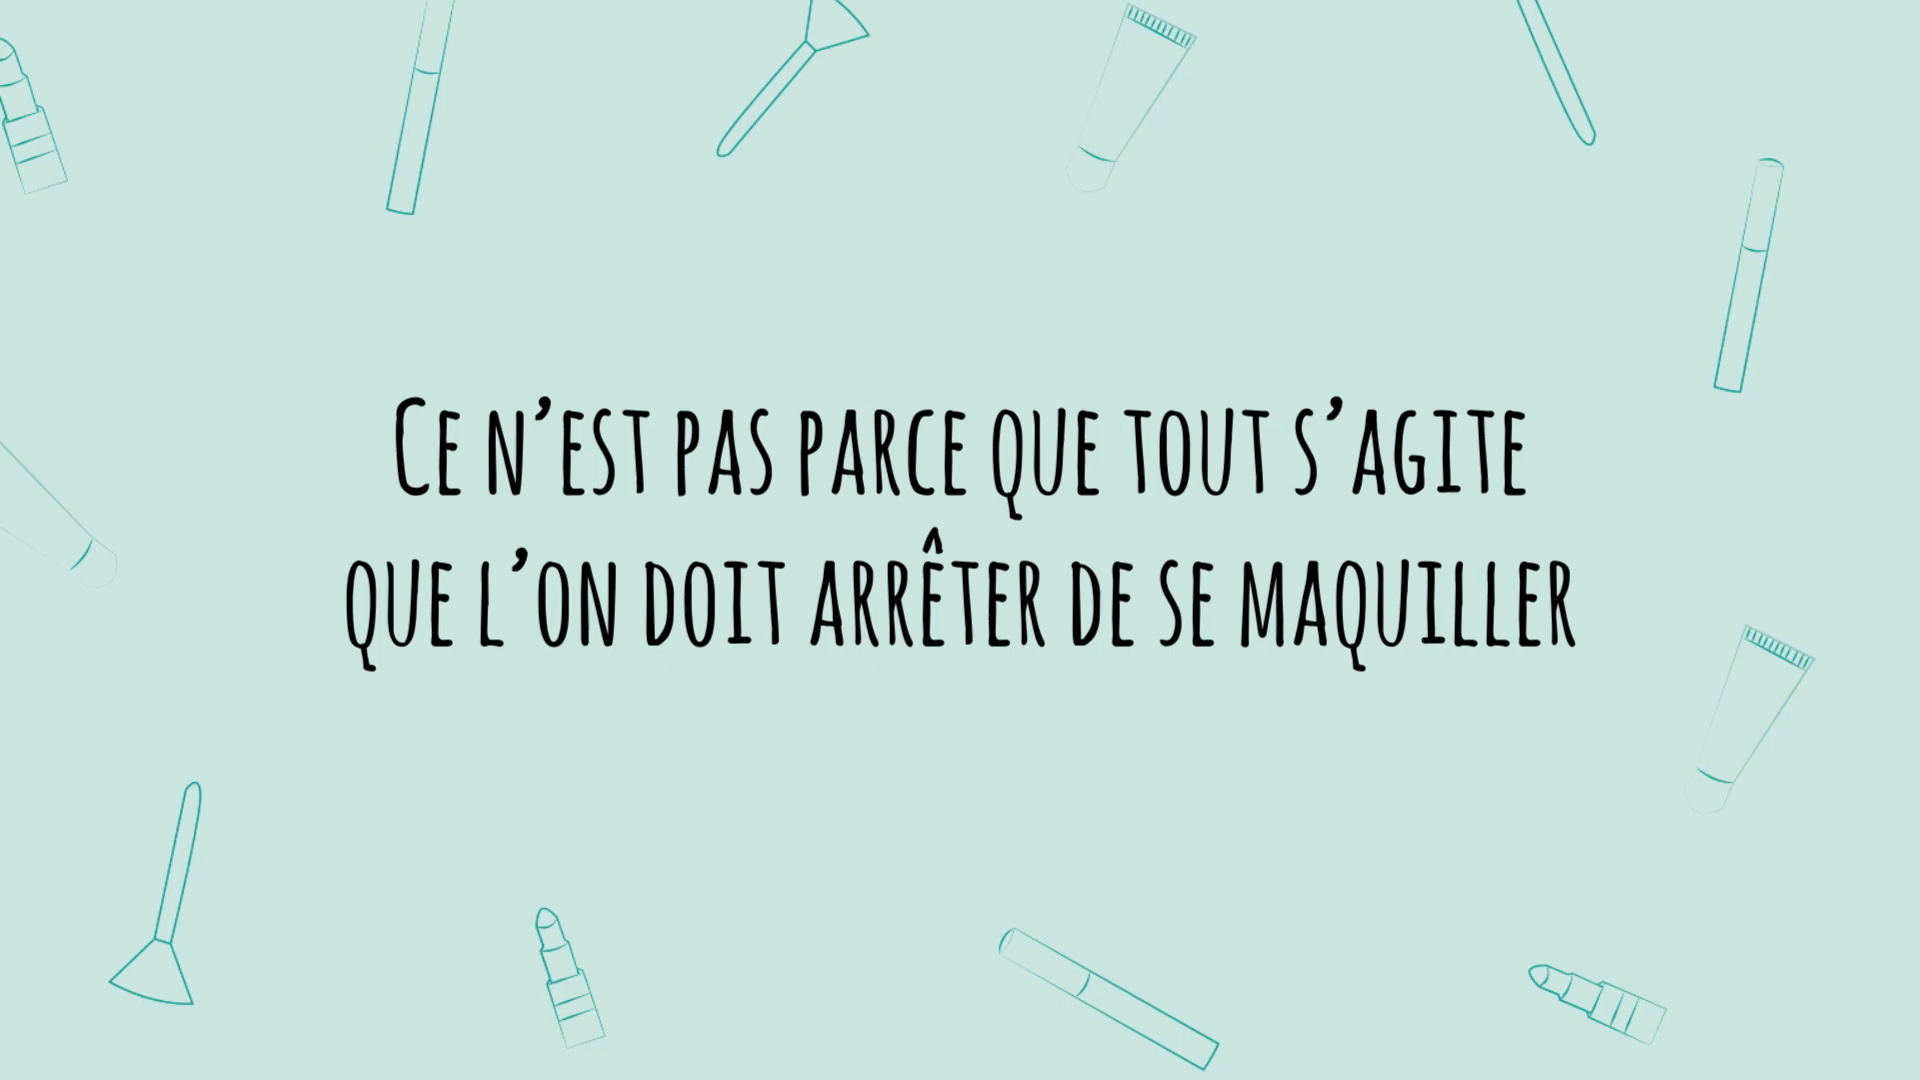 Ce n’est pas parce que tout s’agite
que l’on doit arrêter de se maquiller